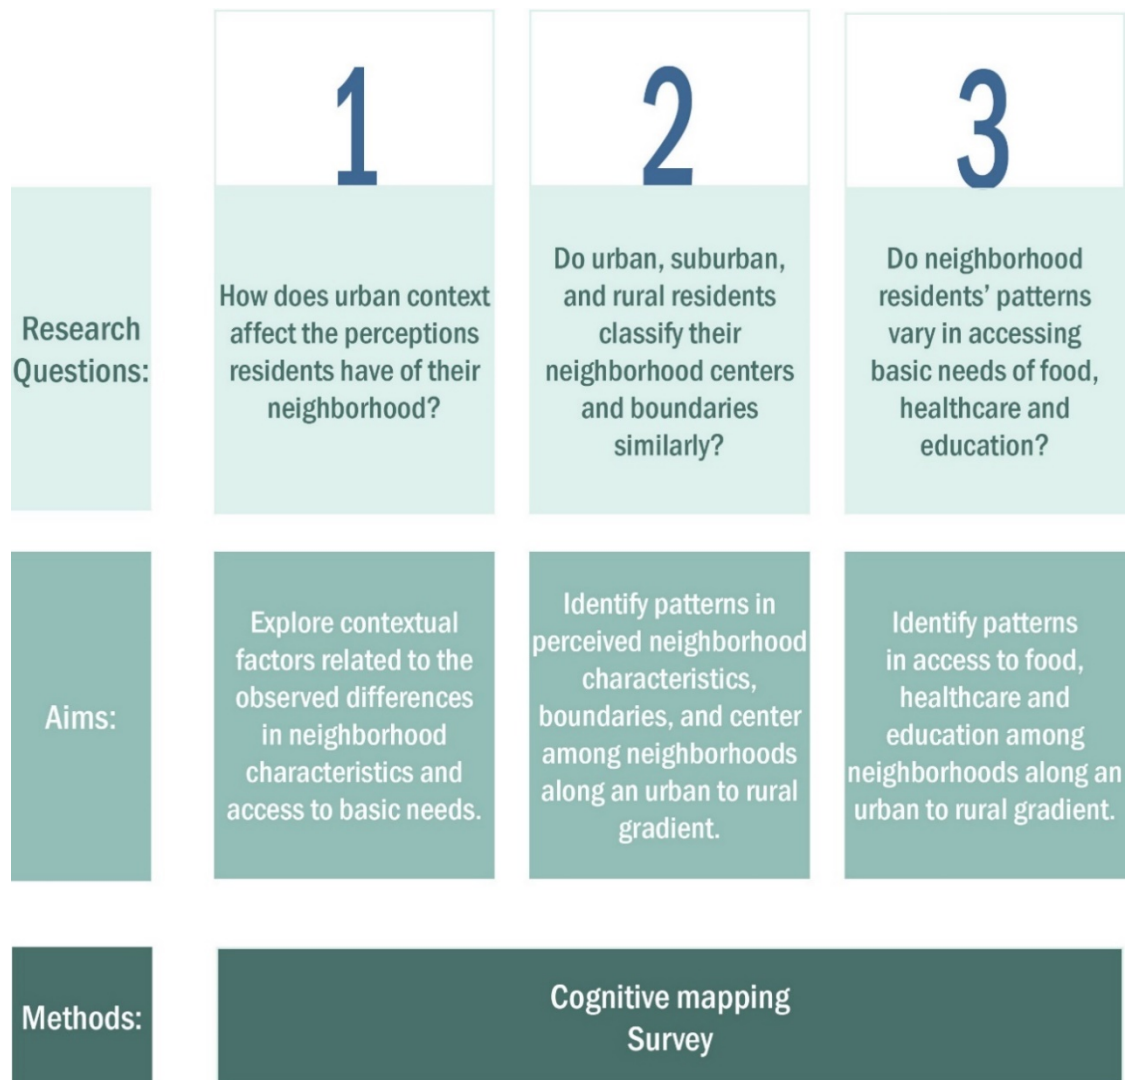 1
2
3
Research
Questions:
How does urban context
affect the perceptions
residents have of their
neighborhood?
Do urban, suburban,
and rural residents
classify their
neighborhood centers
and boundaries
similarly?
Do neighborhood
residents’ patterns
vary in accessing
basic needs of food,
healthcare and
education?
Aims:
Explore contextual
factors related to the
observed differences
in neighborhood
characteristics and
access to basic needs.
Identify patterns in
perceived neighborhood
characteristics,
boundaries, and center
among neighborhoods
along an urban to rural
gradient.
Identify patterns
in access to food,
healthcare and
education among
neighborhoods along an
urban to rural gradient.
Methods:
Cognitive mapping
Survey